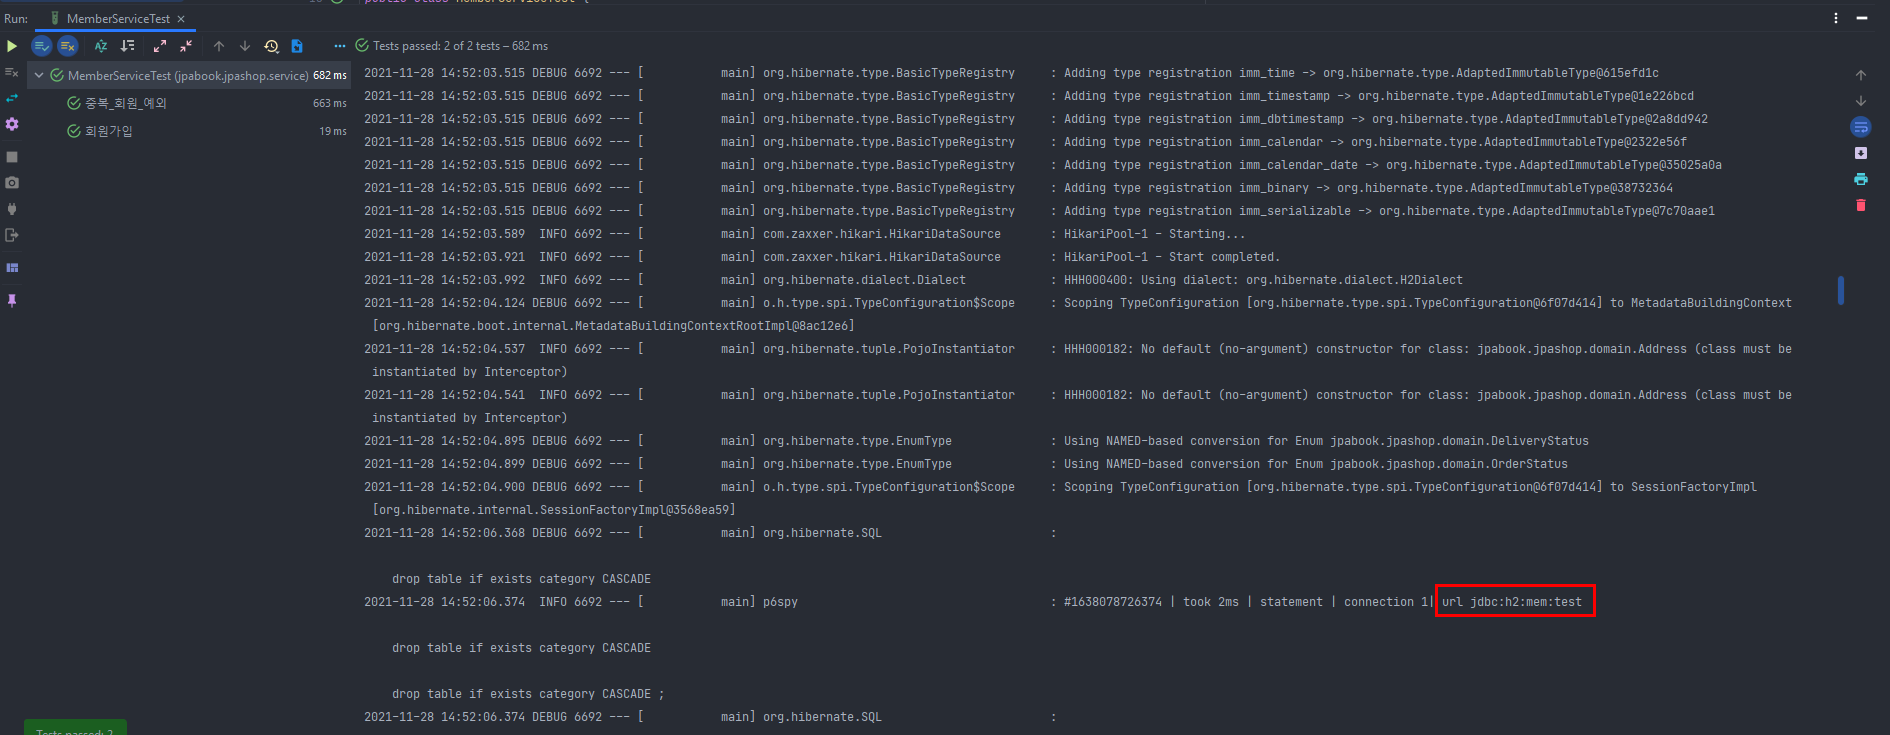 Run: MemberServiceTest ×
Tests passed: 2 of 2 tests – 682 ms
MemberServiceTest (jpabook.jpashop.service) 682 ms
중복_회원_예외 663 ms
회원가입 19 ms
2021-11-28 14:52:03.515 DEBUG 6692 --- [           main] org.hibernate.type.BasicTypeRegistry     : Adding type registration imm_time -> org.hibernate.type.AdaptedImmutableType@615efd1c
2021-11-28 14:52:03.515 DEBUG 6692 --- [           main] org.hibernate.type.BasicTypeRegistry     : Adding type registration imm_timestamp -> org.hibernate.type.AdaptedImmutableType@1e226bcd
2021-11-28 14:52:03.515 DEBUG 6692 --- [           main] org.hibernate.type.BasicTypeRegistry     : Adding type registration imm_dbtimestamp -> org.hibernate.type.AdaptedImmutableType@2a8dd942
2021-11-28 14:52:03.515 DEBUG 6692 --- [           main] org.hibernate.type.BasicTypeRegistry     : Adding type registration imm_calendar -> org.hibernate.type.AdaptedImmutableType@2322e56f
2021-11-28 14:52:03.515 DEBUG 6692 --- [           main] org.hibernate.type.BasicTypeRegistry     : Adding type registration imm_calendar_date -> org.hibernate.type.AdaptedImmutableType@35025a0a
2021-11-28 14:52:03.515 DEBUG 6692 --- [           main] org.hibernate.type.BasicTypeRegistry     : Adding type registration imm_binary -> org.hibernate.type.AdaptedImmutableType@38732364
2021-11-28 14:52:03.515 DEBUG 6692 --- [           main] org.hibernate.type.BasicTypeRegistry     : Adding type registration imm_serializable -> org.hibernate.type.AdaptedImmutableType@7c70aae1
2021-11-28 14:52:03.589  INFO 6692 --- [           main] com.zaxxer.hikari.HikariDataSource       : HikariPool-1 - Starting...
2021-11-28 14:52:03.921  INFO 6692 --- [           main] com.zaxxer.hikari.HikariDataSource       : HikariPool-1 - Start completed.
2021-11-28 14:52:03.992  INFO 6692 --- [           main] org.hibernate.dialect.Dialect            : HHH000400: Using dialect: org.hibernate.dialect.H2Dialect
2021-11-28 14:52:04.124 DEBUG 6692 --- [           main] o.h.type.spi.TypeConfiguration$Scope     : Scoping TypeConfiguration [org.hibernate.type.spi.TypeConfiguration@6f07d414] to MetadataBuildingContext
[org.hibernate.boot.internal.MetadataBuildingContextRootImpl@8ac12e6]
2021-11-28 14:52:04.537  INFO 6692 --- [           main] org.hibernate.tuple.PojoInstantiator     : HHH000182: No default (no-argument) constructor for class: jpabook.jpashop.domain.Address (class must be
instantiated by Interceptor)
2021-11-28 14:52:04.541  INFO 6692 --- [           main] org.hibernate.tuple.PojoInstantiator     : HHH000182: No default (no-argument) constructor for class: jpabook.jpashop.domain.Address (class must be
instantiated by Interceptor)
2021-11-28 14:52:04.895 DEBUG 6692 --- [           main] org.hibernate.type.EnumType              : Using NAMED-based conversion for Enum jpabook.jpashop.domain.DeliveryStatus
2021-11-28 14:52:04.899 DEBUG 6692 --- [           main] org.hibernate.type.EnumType              : Using NAMED-based conversion for Enum jpabook.jpashop.domain.OrderStatus
2021-11-28 14:52:04.900 DEBUG 6692 --- [           main] o.h.type.spi.TypeConfiguration$Scope     : Scoping TypeConfiguration [org.hibernate.type.spi.TypeConfiguration@6f07d414] to SessionFactoryImpl
[org.hibernate.internal.SessionFactoryImpl@3568ea59]
2021-11-28 14:52:06.368 DEBUG 6692 --- [           main] org.hibernate.SQL                        :
drop table if exists category CASCADE
2021-11-28 14:52:06.374  INFO 6692 --- [           main] p6spy                                    : #1638078726374 | took 2ms | statement | connection 1| url jdbc:h2:mem:test
drop table if exists category CASCADE
drop table if exists category CASCADE ;
2021-11-28 14:52:06.374 DEBUG 6692 --- [           main] org.hibernate.SQL                        :
Tests passed: 2